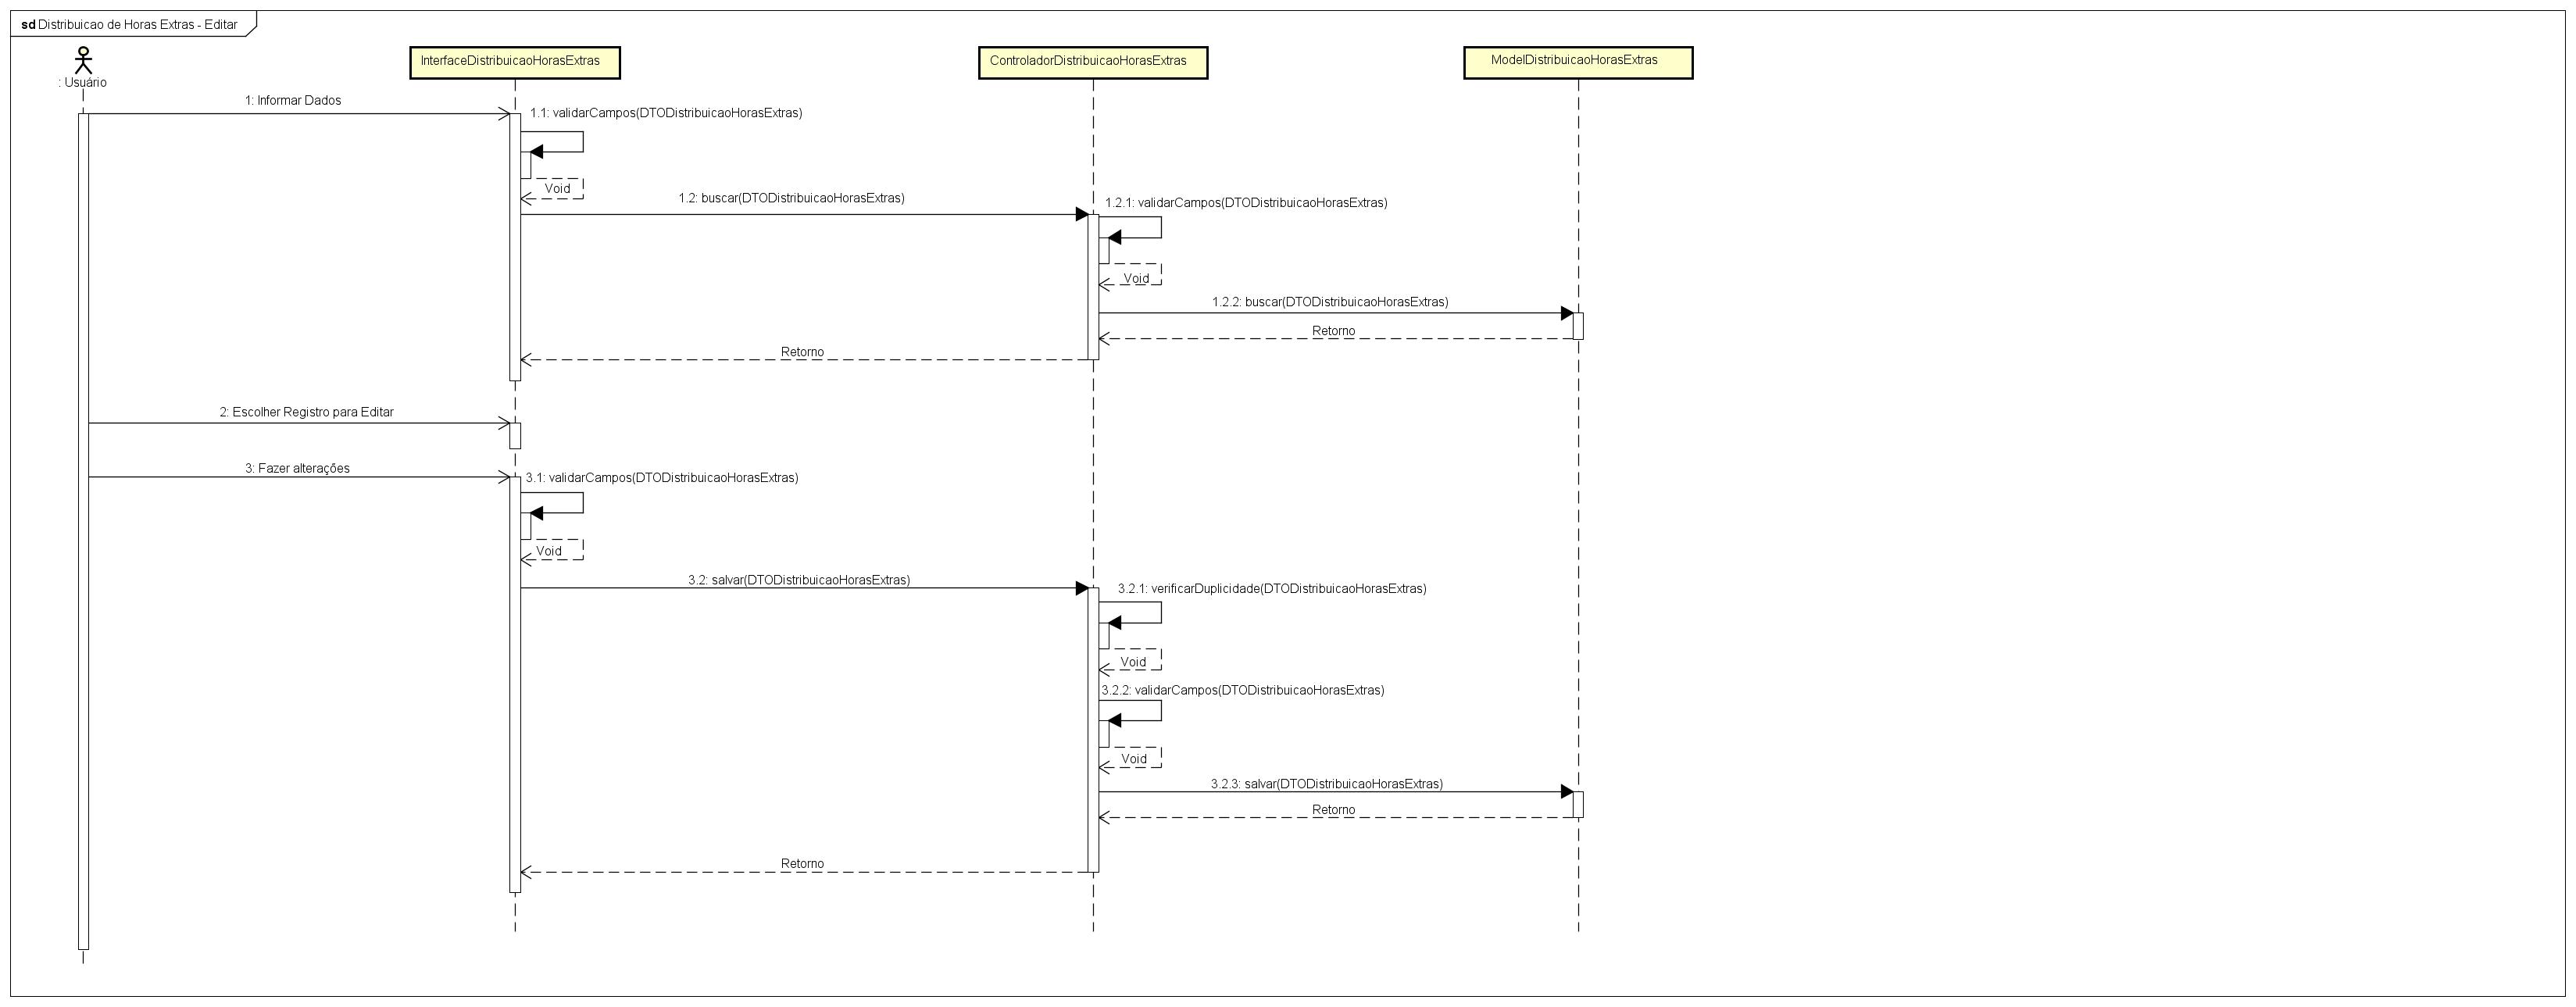 sd Distribuicao de Horas Extras - Editar
: Usuário
InterfaceDistribuicaoHorasExtras
ControladorDistribuicaoHorasExtras
ModelDistribuicaoHorasExtras
1: Informar Dados
1.1: validarCampos(DTODistribuicaoHorasExtras)
Void
1.2: buscar(DTODistribuicaoHorasExtras)
1.2.1: validarCampos(DTODistribuicaoHorasExtras)
Void
1.2.2: buscar(DTODistribuicaoHorasExtras)
Retorno
Retorno
2: Escolher Registro para Editar
3: Fazer alterações
3.1: validarCampos(DTODistribuicaoHorasExtras)
Void
3.2: salvar(DTODistribuicaoHorasExtras)
3.2.1: verificarDuplicidade(DTODistribuicaoHorasExtras)
Void
3.2.2: validarCampos(DTODistribuicaoHorasExtras)
Void
3.2.3: salvar(DTODistribuicaoHorasExtras)
Retorno
Retorno